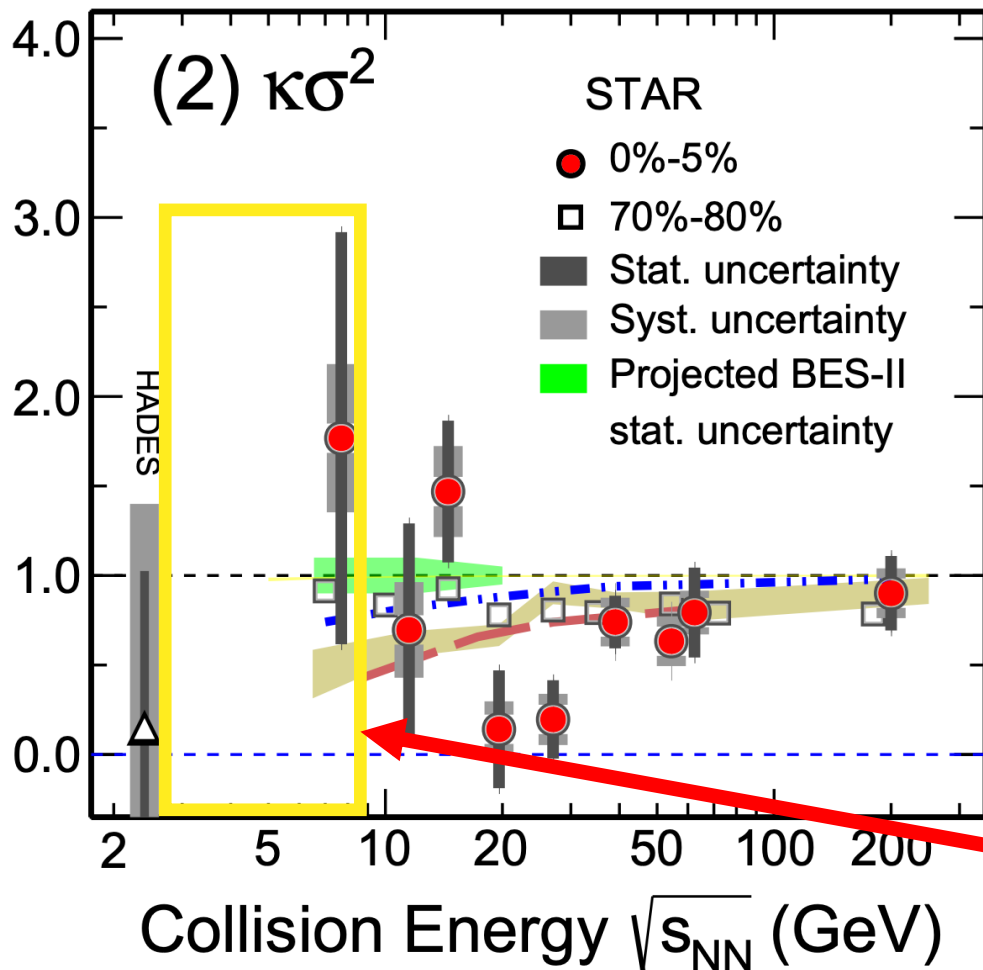 4.0
(2) κσ²
STAR
0%-5%
3.0
70%-80%
Stat. uncertainty
Syst. uncertainty
2.0
Projected BES-II
stat. uncertainty
HADES
1.0
0.0
2 5 10 20 50 100 200
Collision Energy √sNN (GeV)